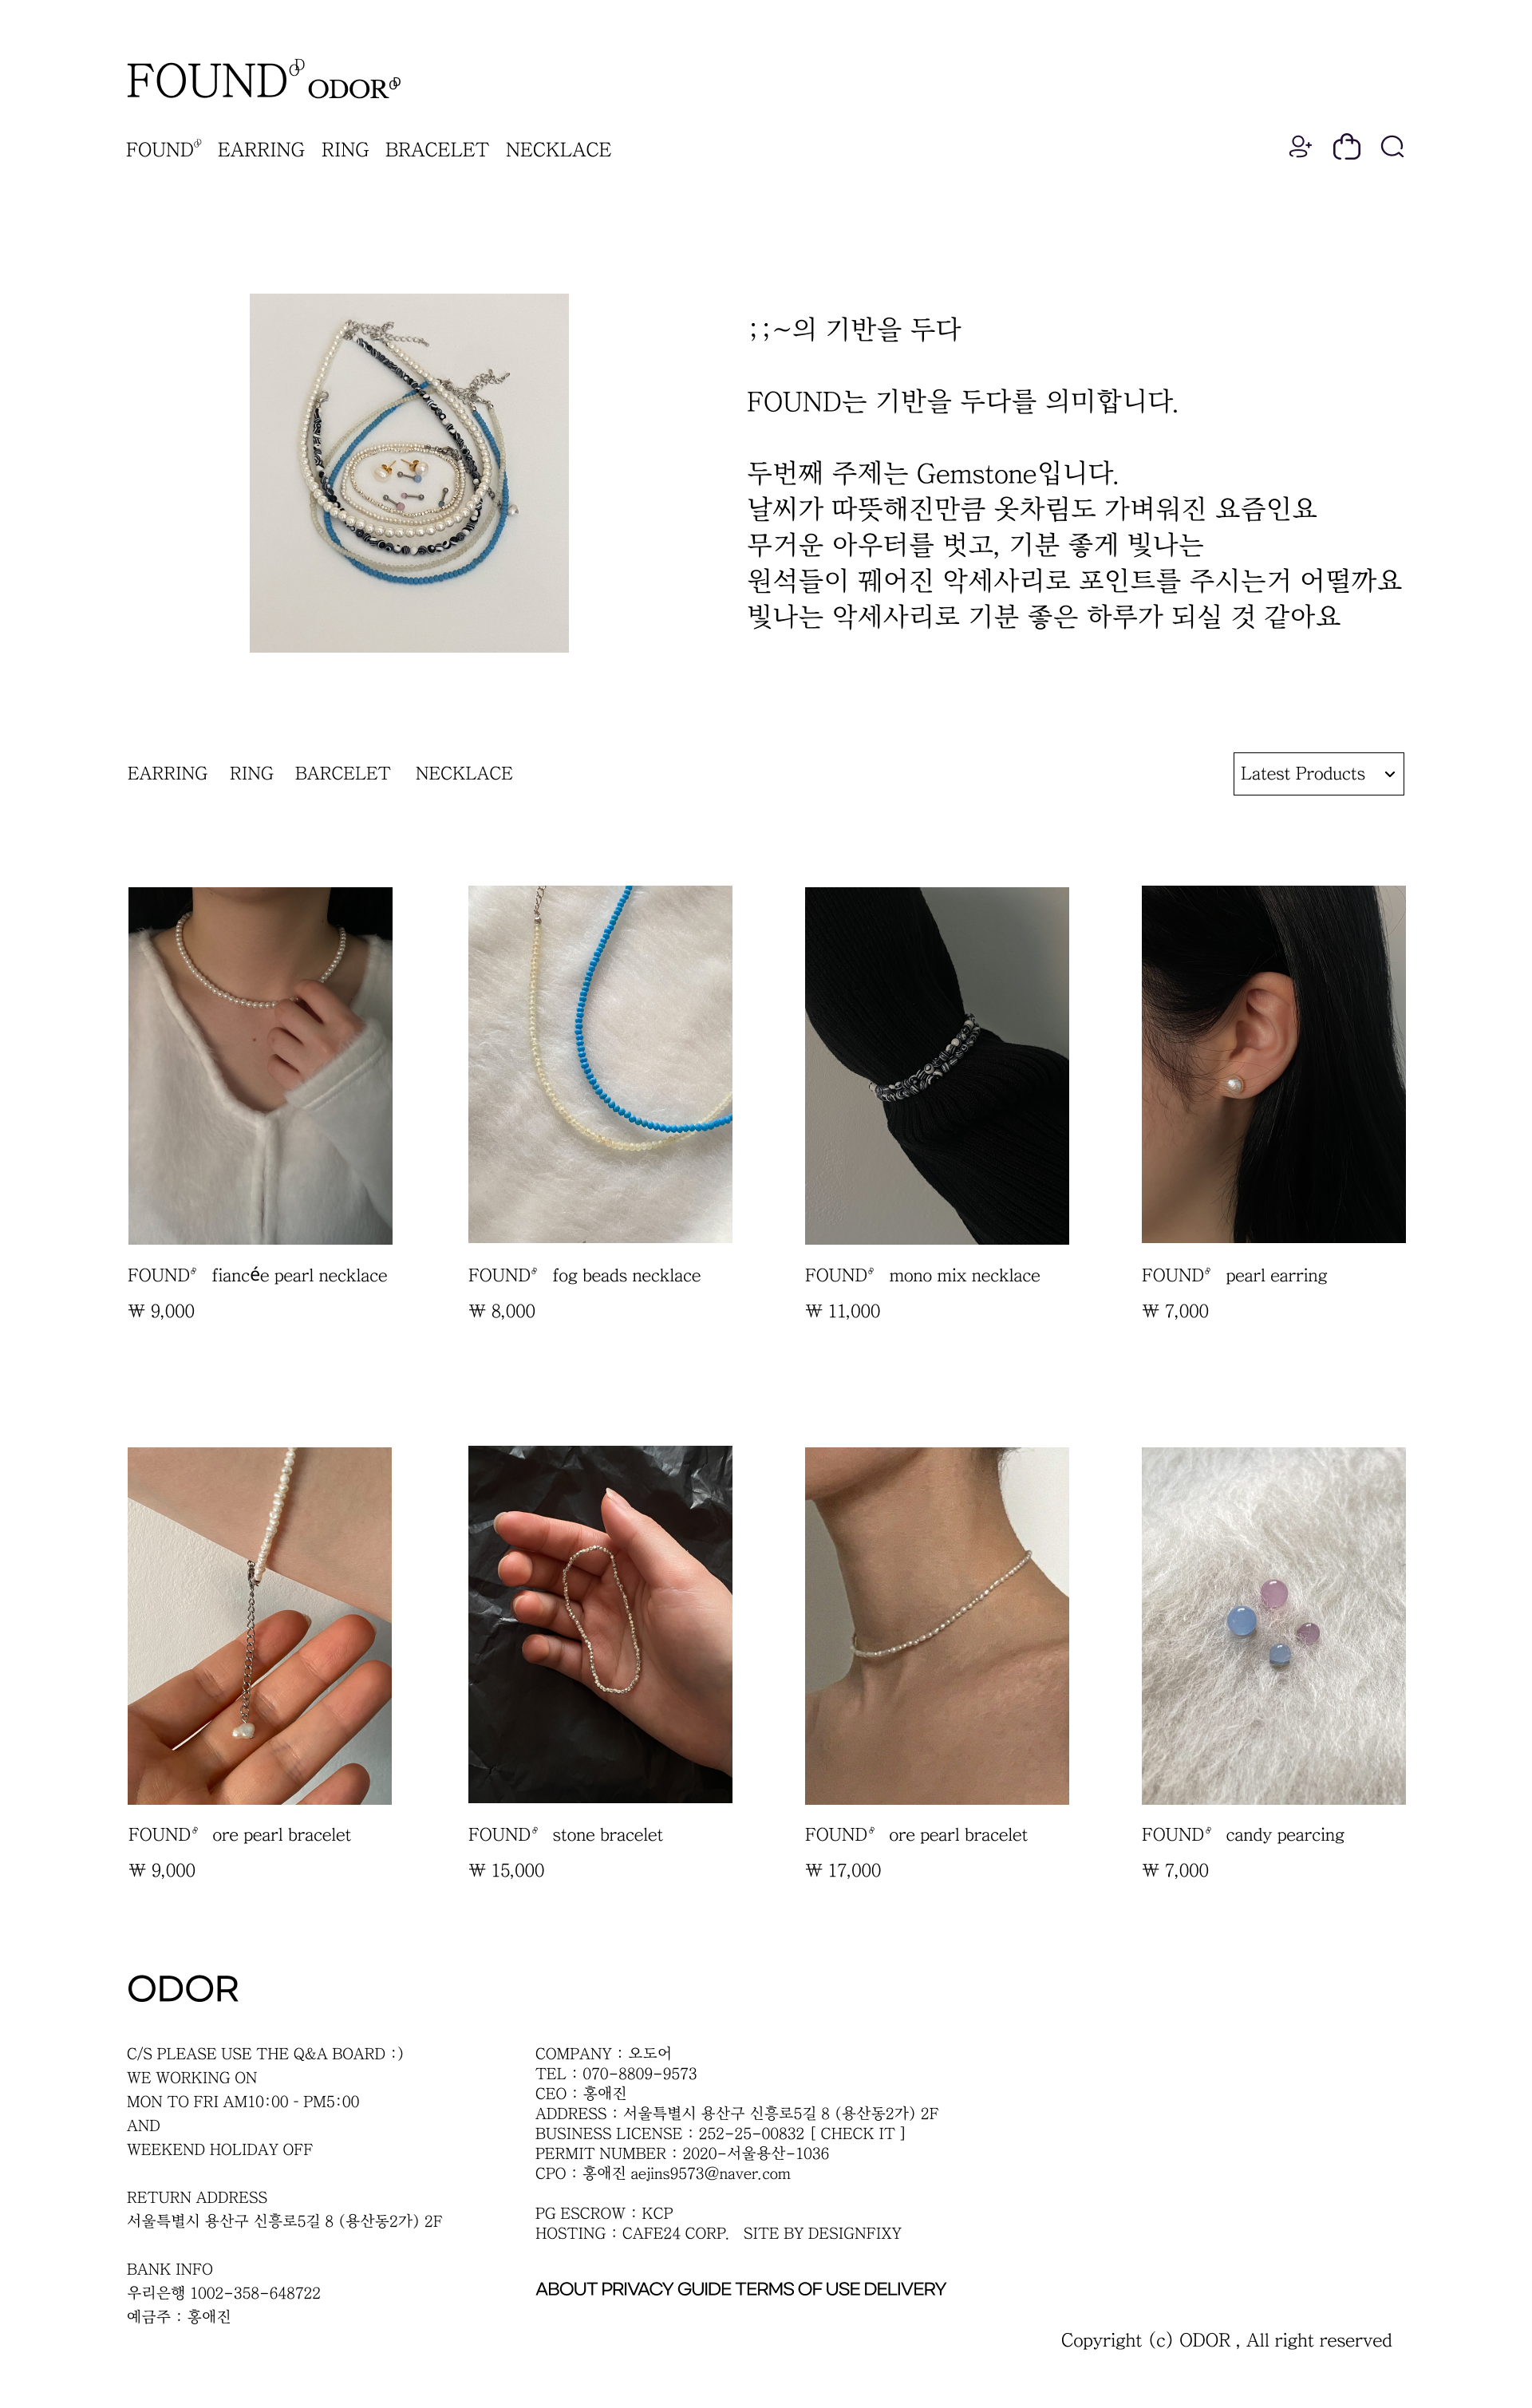 FOUND ODOR
FOUND EARRING RING BRACELET NECKLACE
;;~의 기반을 두다
FOUND는 기반을 두다를 의미합니다.
두번째 주제는 Gemstone입니다.
날씨가 따뜻해진만큼 옷차림도 가벼워진 요즘인요
무거운 아우터를 벗고, 기분 좋게 빛나는
원석들이 꿰어진 악세사리로 포인트를 주시는거 어떨까요
빛나는 악세사리로 기분 좋은 하루가 되실 것 같아요
EARRING RING BARCELET NECKLACE
Latest Products
FOUND fiancée pearl necklace
₩ 9,000
FOUND fog beads necklace
₩ 8,000
FOUND mono mix necklace
₩ 11,000
FOUND pearl earring
₩ 7,000
FOUND ore pearl bracelet
₩ 9,000
FOUND stone bracelet
₩ 15,000
FOUND ore pearl bracelet
₩ 17,000
FOUND candy pearcing
₩ 7,000
ODOR
C/S PLEASE USE THE Q&A BOARD :)
WE WORKING ON
MON TO FRI AM10:00 - PM5:00
AND
WEEKEND HOLIDAY OFF
RETURN ADDRESS
서울특별시 용산구 신흥로5길 8 (용산동2가) 2F
BANK INFO
우리은행 1002-358-648722
예금주 : 홍애진
COMPANY : 오도어
TEL : 070-8809-9573
CEO : 홍애진
ADDRESS : 서울특별시 용산구 신흥로5길 8 (용산동2가) 2F
BUSINESS LICENSE : 252-25-00832 [ CHECK IT ]
PERMIT NUMBER : 2020-서울용산-1036
CPO : 홍애진 aejins9573@naver.com
PG ESCROW : KCP
HOSTING : CAFE24 CORP. SITE BY DESIGNFIXY
ABOUT PRIVACY GUIDE TERMS OF USE DELIVERY
Copyright (c) ODOR , All right reserved